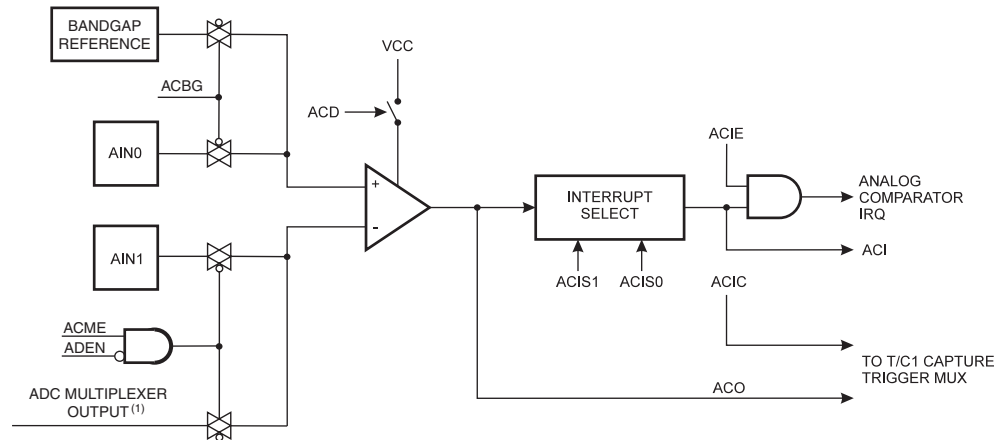 BANDGAP
REFERENCE
VCC
ACBG
ACD
AIN0
ACIE
+
INTERRUPT
SELECT
ANALOG
COMPARATOR
IRQ
-
AIN1
ACI
ACIS1 ACIS0
ACIC
ACME
ADEN
TO T/C1 CAPTURE
TRIGGER MUX
ADC MULTIPLEXER
OUTPUT (1)
ACO